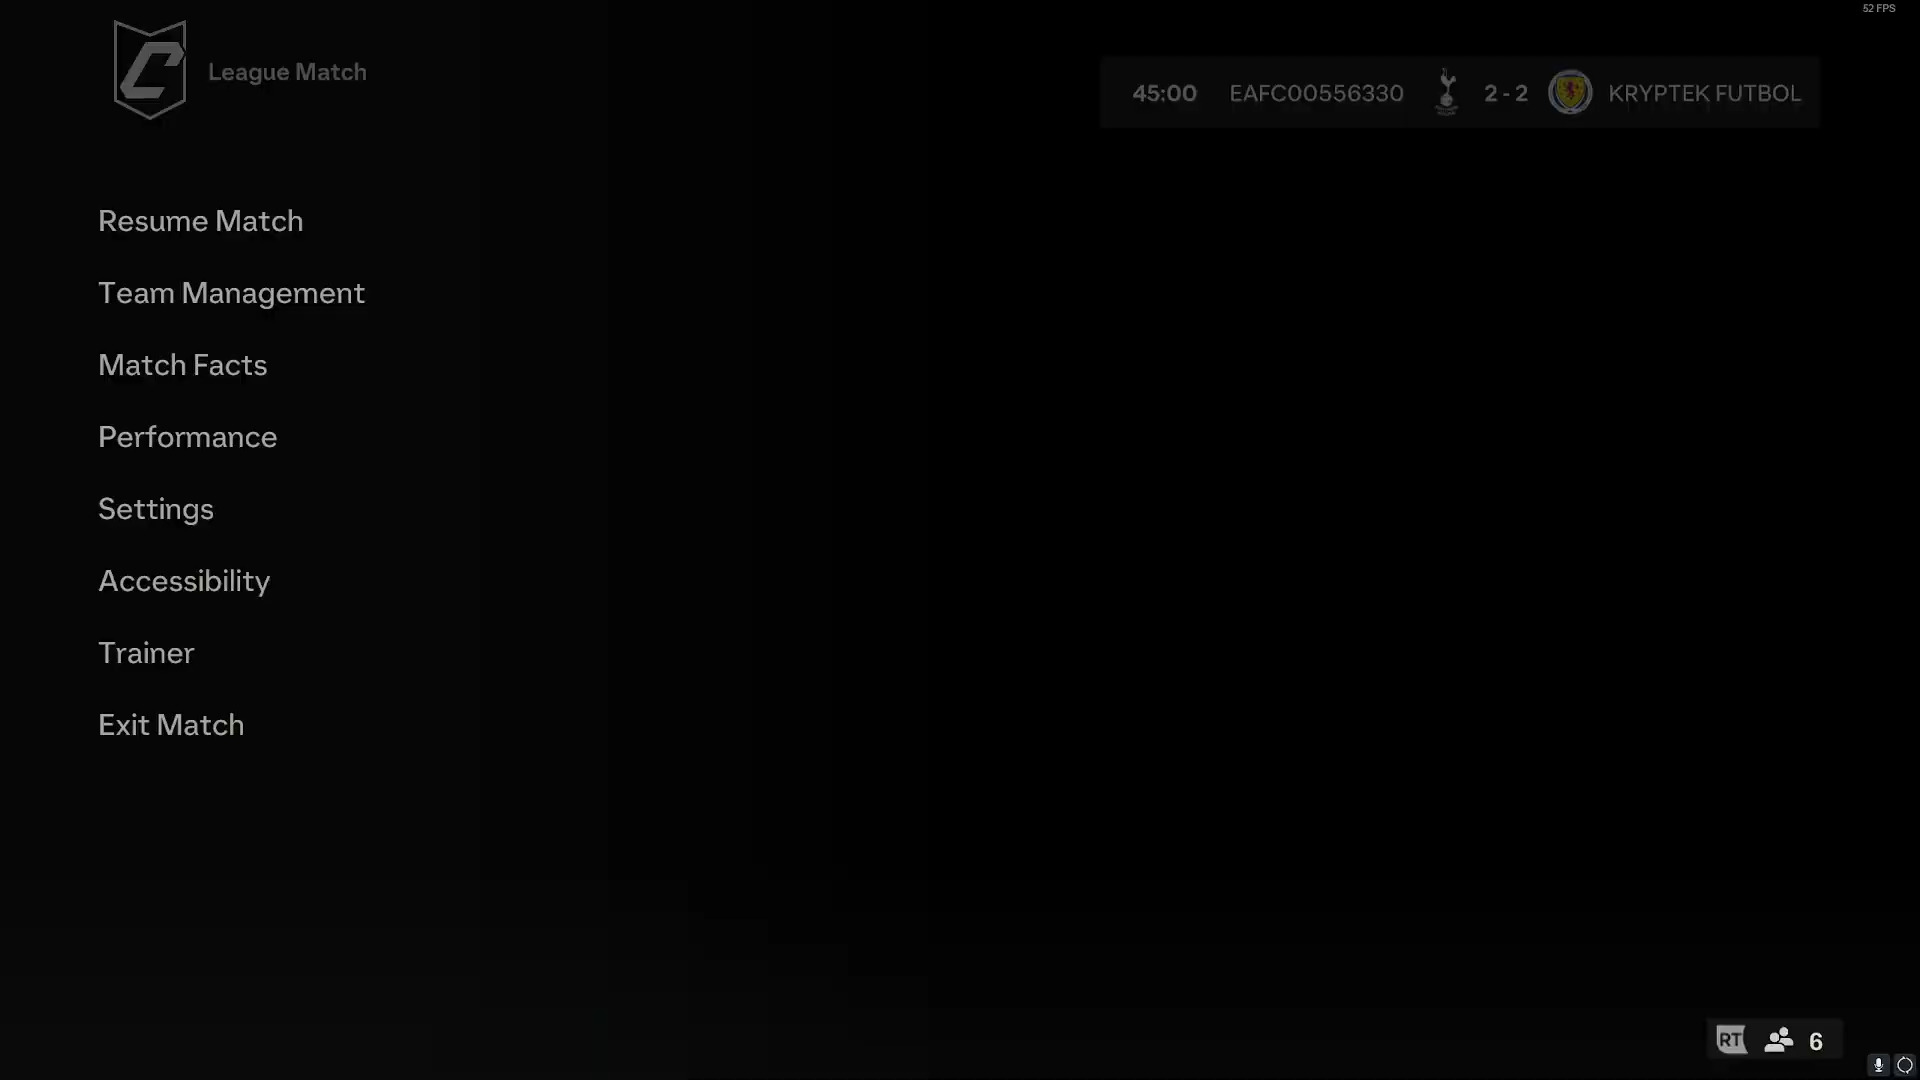 52 FPS
League Match
45:00 EAFC00556330 2 - 2 KRYPTEK FUTBOL
Resume Match
Team Management
Match Facts
Performance
Settings
Accessibility
Trainer
Exit Match
RT 6